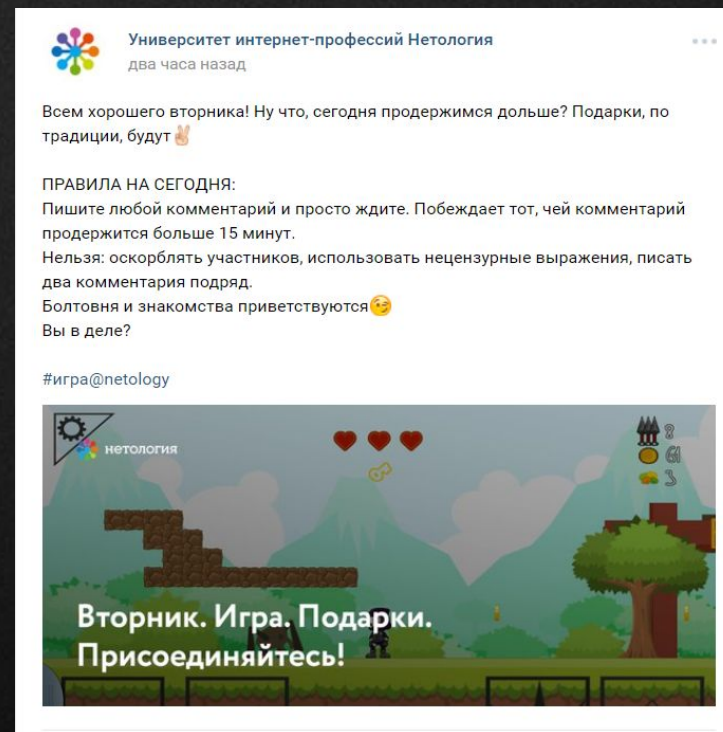 Университет интернет-профессий Нетология
два часа назад
Всем хорошего вторника! Ну что, сегодня продержимся дольше? Подарки, по
традиции, будут✌🏻
ПРАВИЛА НА СЕГОДНЯ:
Пишите любой комментарий и просто ждите. Побеждает тот, чей комментарий
продержится больше 15 минут.
Нельзя: оскорблять участников, использовать нецензурные выражения, писать
два комментария подряд.
Болтовня и знакомства приветствуются😉
Вы в деле?
#игра@netology
нетология
8
61
3
Вторник. Игра. Подарки.
Присоединяйтесь!